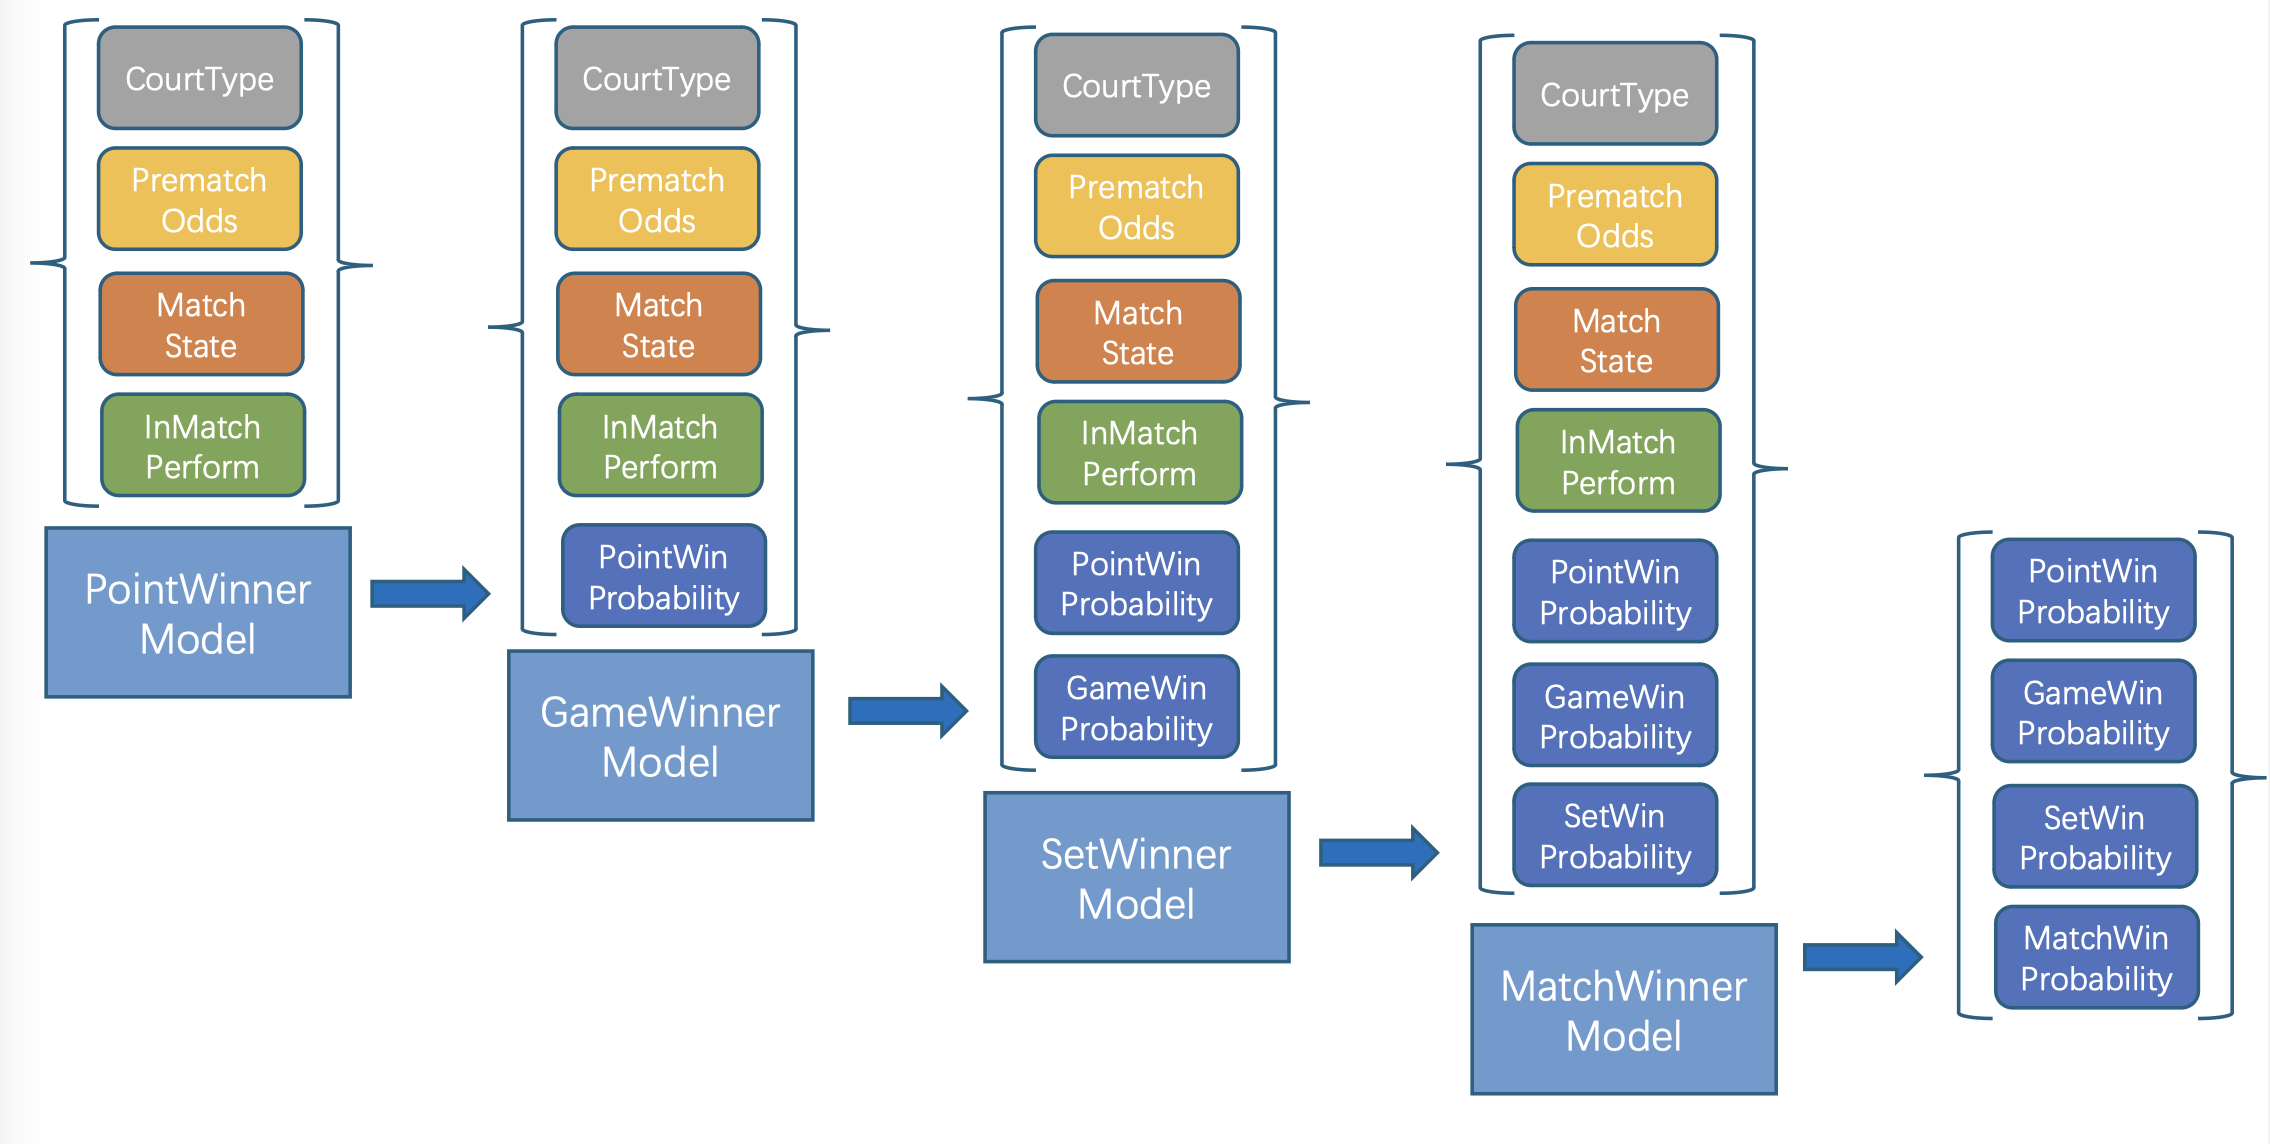 CourtType
Prematch
Odds
Match
State
InMatch
Perform
PointWinner
Model
CourtType
Prematch
Odds
Match
State
InMatch
Perform
PointWin
Probability
GameWinner
Model
CourtType
Prematch
Odds
Match
State
InMatch
Perform
PointWin
Probability
GameWin
Probability
SetWinner
Model
CourtType
Prematch
Odds
Match
State
InMatch
Perform
PointWin
Probability
GameWin
Probability
SetWin
Probability
MatchWinner
Model
PointWin
Probability
GameWin
Probability
SetWin
Probability
MatchWin
Probability